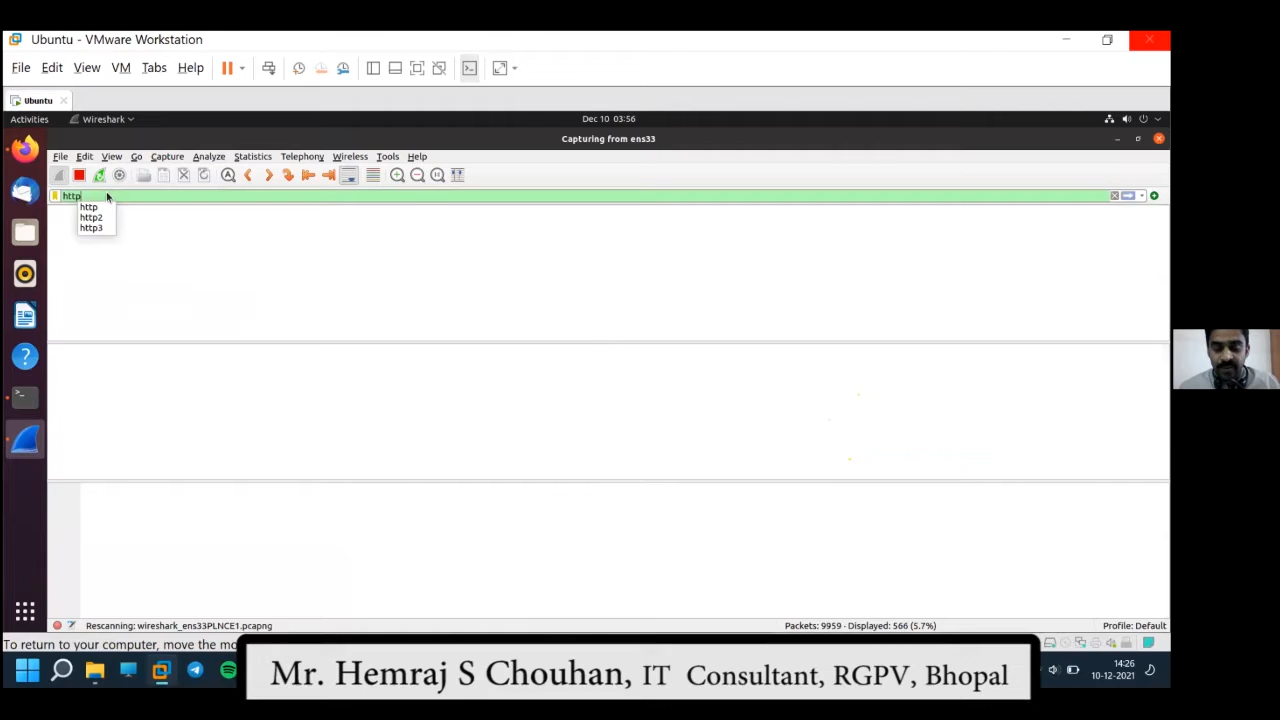 Ubuntu - VMware Workstation
File Edit View VM Tabs Help
Ubuntu
Activities Wireshark Dec 10 03:56
Capturing from ens33
File Edit View Go Capture Analyze Statistics Telephony Wireless Tools Help
http
http
http2
http3
Rescanning: wireshark_ens33PLNCE1.pcapng Packets: 9959 · Displayed: 566 (5.7%) Profile: Default
To return to your computer, move the mo
Mr. Hemraj S Chouhan, IT Consultant, RGPV, Bhopal
14:26
10-12-2021